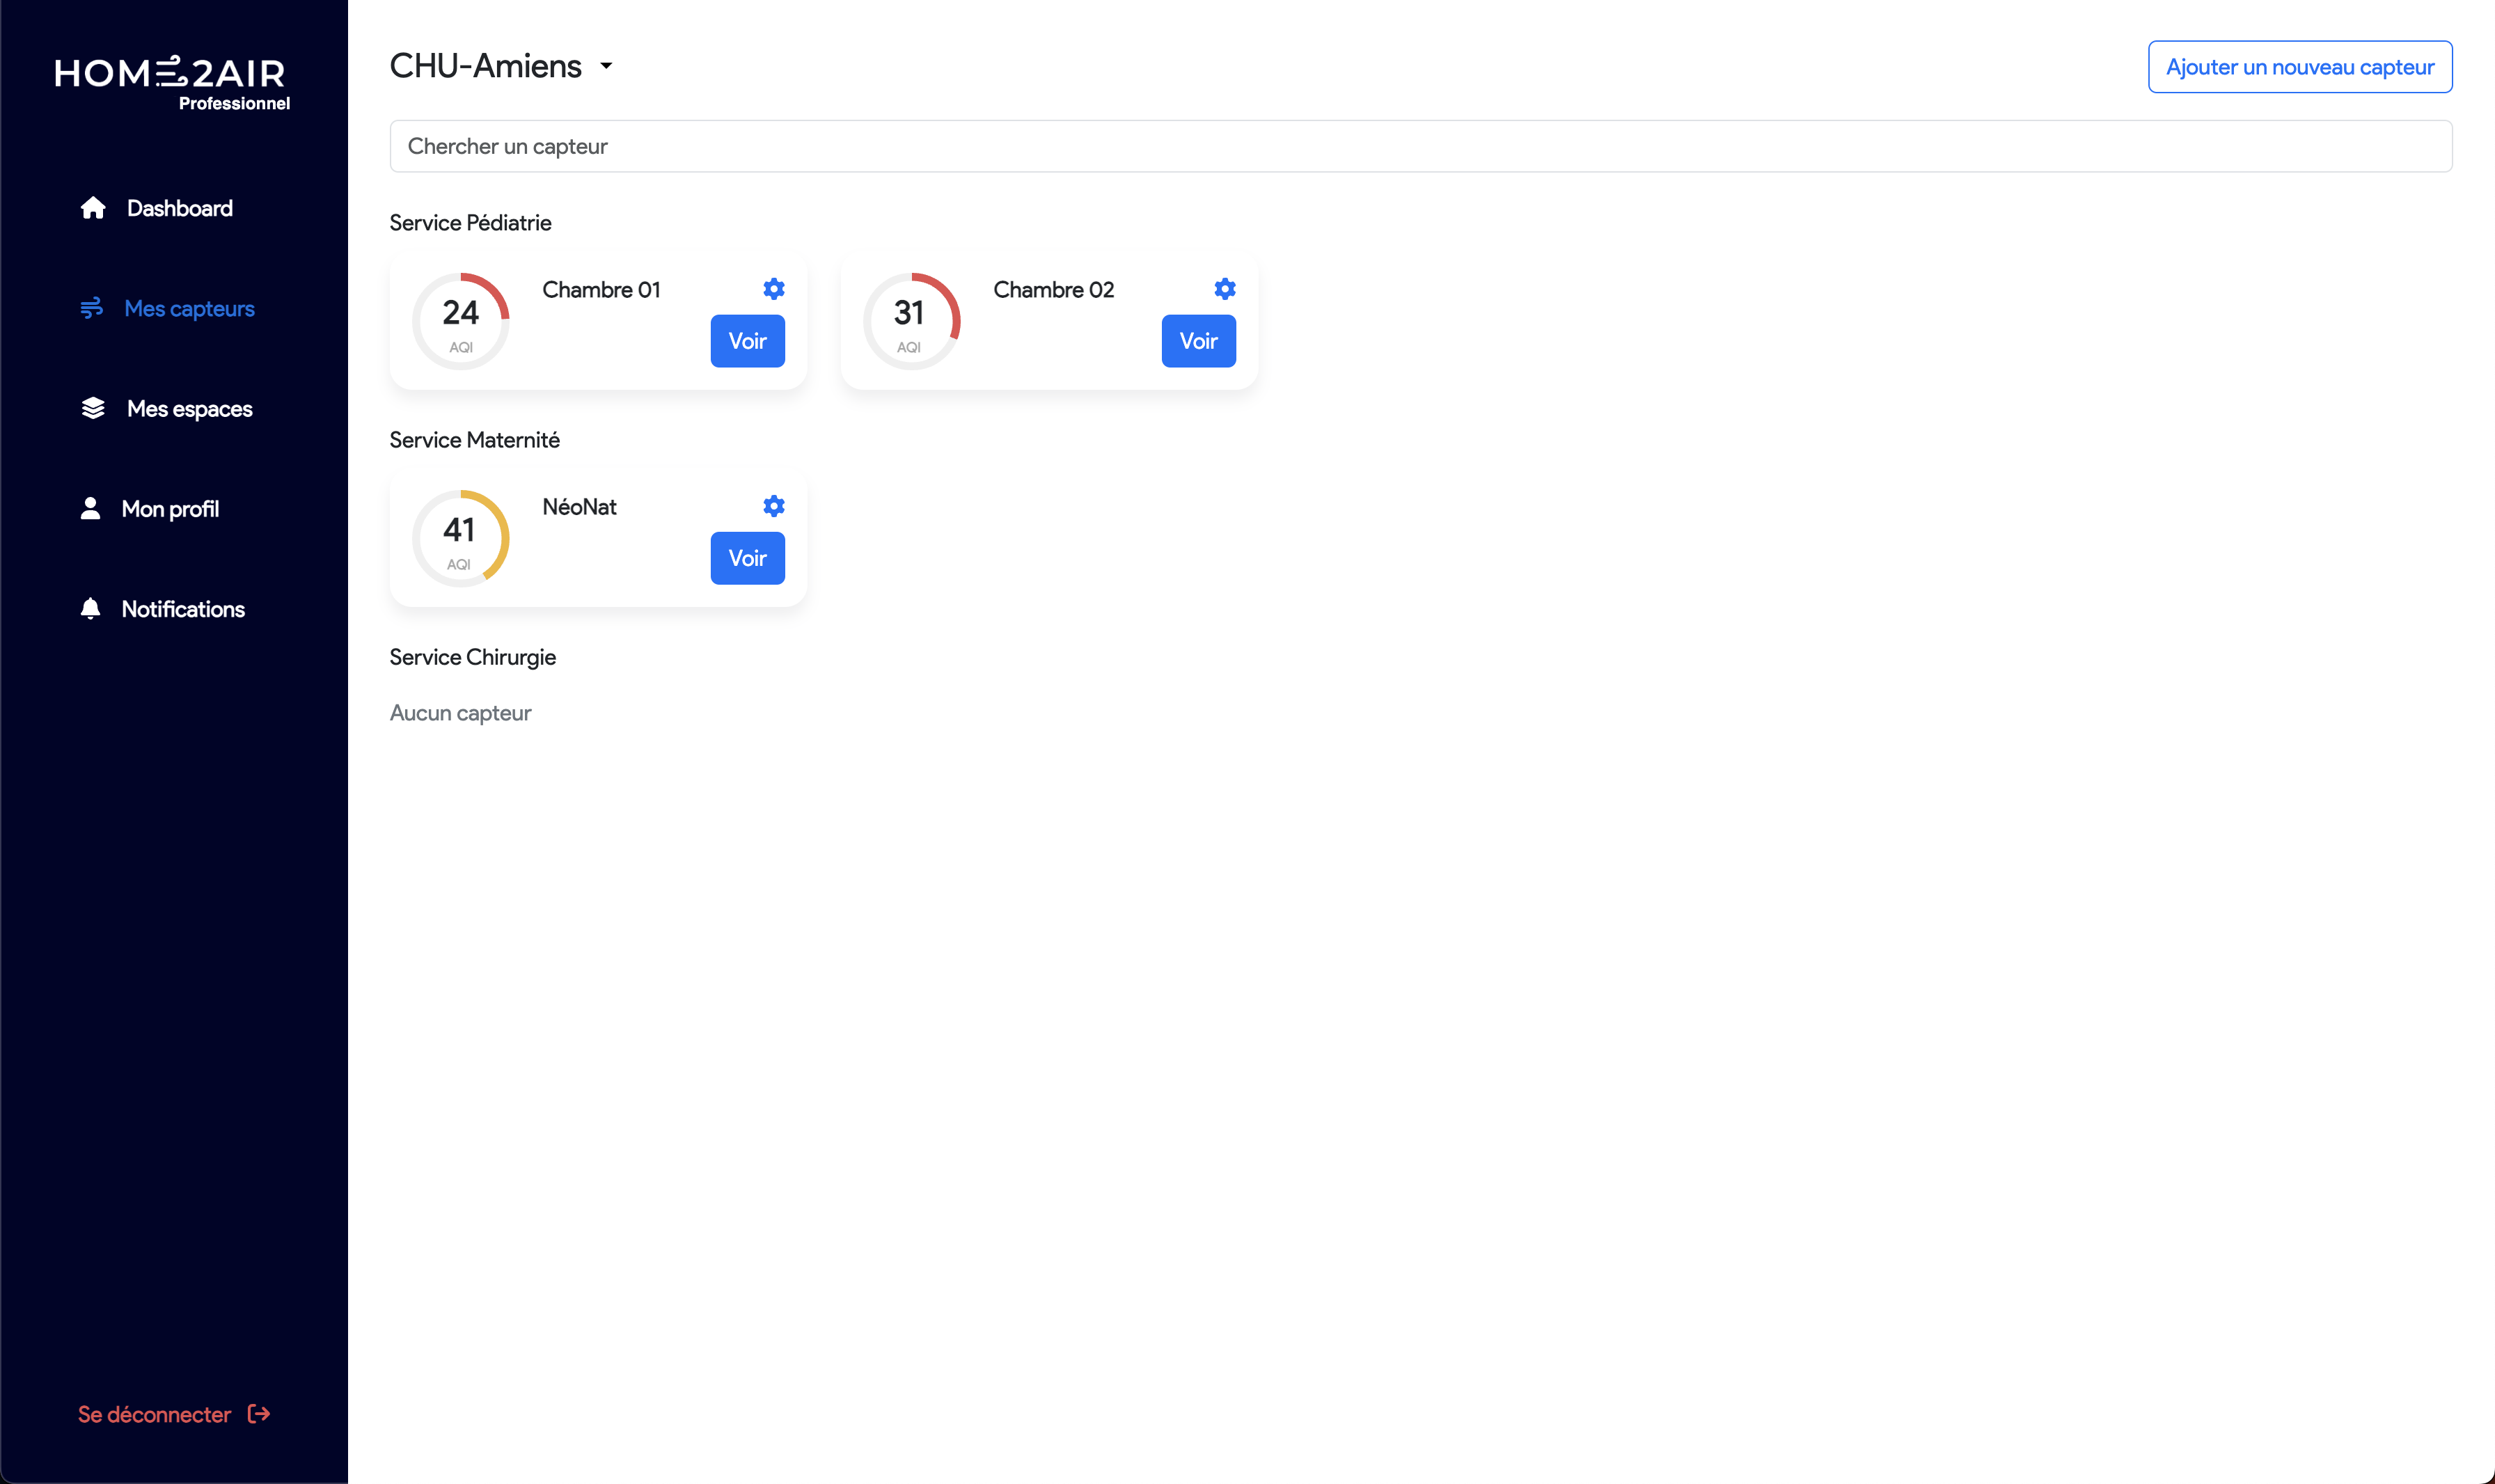 HOME2AIR
Professionnel
Dashboard
Mes capteurs
Mes espaces
Mon profil
Notifications
Se déconnecter
CHU-Amiens
Ajouter un nouveau capteur
Chercher un capteur
Service Pédiatrie
24
AQI
Chambre 01
Voir
31
AQI
Chambre 02
Voir
Service Maternité
41
AQI
NéoNat
Voir
Service Chirurgie
Aucun capteur